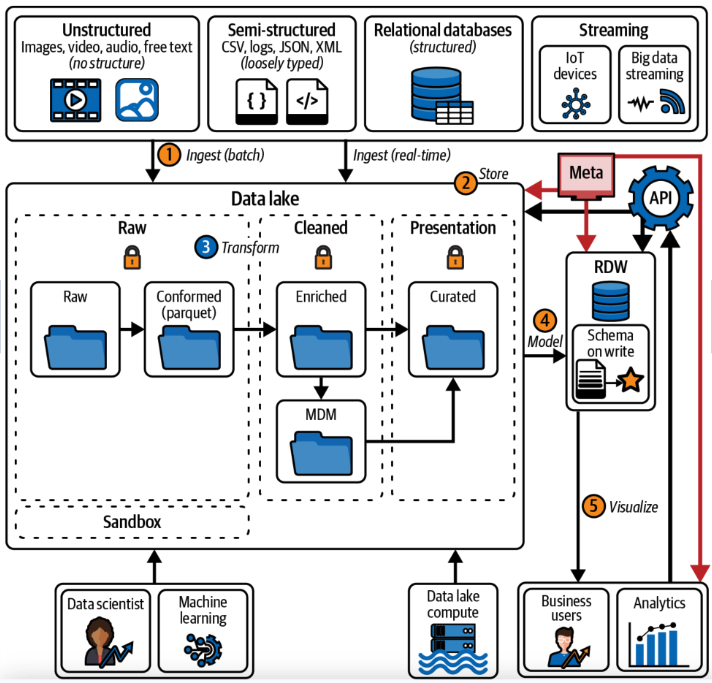 Unstructured
Images, video, audio, free text
(no structure)
Semi-structured
CSV, logs, JSON, XML
(loosely typed)
{ }
</>
Relational databases
(structured)
Streaming
IoT
devices
Big data
streaming
1 Ingest (batch)
Ingest (real-time)
2 Store
Meta
API
Data lake
Raw
3 Transform
Cleaned
Presentation
Raw
Conformed
(parquet)
Enriched
Curated
MDM
Sandbox
4
Model
RDW
Schema
on write
5 Visualize
Data scientist
Machine
learning
Data lake
compute
Business
users
Analytics